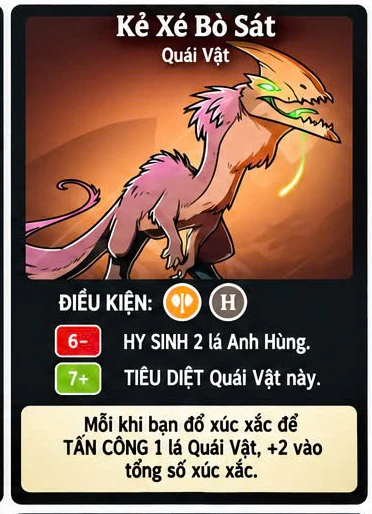 Kẻ Xé Bò Sát
Quái Vật
ĐIỀU KIỆN: H
6- HY SINH 2 lá Anh Hùng.
7+ TIÊU DIỆT Quái Vật này.
Mỗi khi bạn đổ xúc xắc để
TẤN CÔNG 1 lá Quái Vật, +2 vào
tổng số xúc xắc.